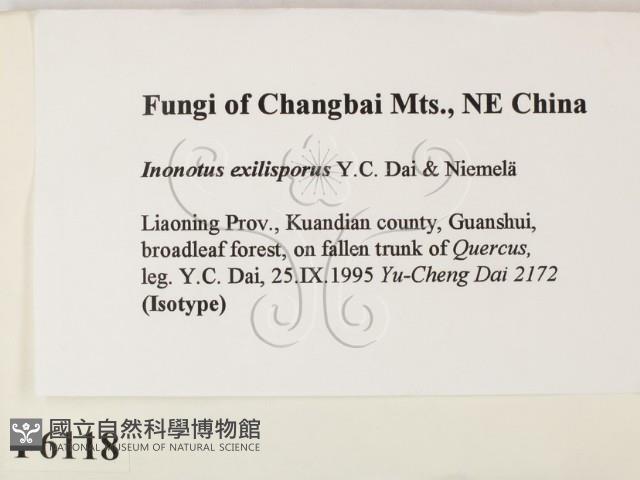 Fungi of Changbai Mts., NE China
Inonotus exilisporus Y.C. Dai & Niemelä
Liaoning Prov., Kuandian county, Guanshui,
broadleaf forest, on fallen trunk of Quercus,
leg. Y.C. Dai, 25.IX.1995 Yu-Cheng Dai 2172
(Isotype)
國立自然科學博物館
NATIONAL MUSEUM OF NATURAL SCIENCE
6118